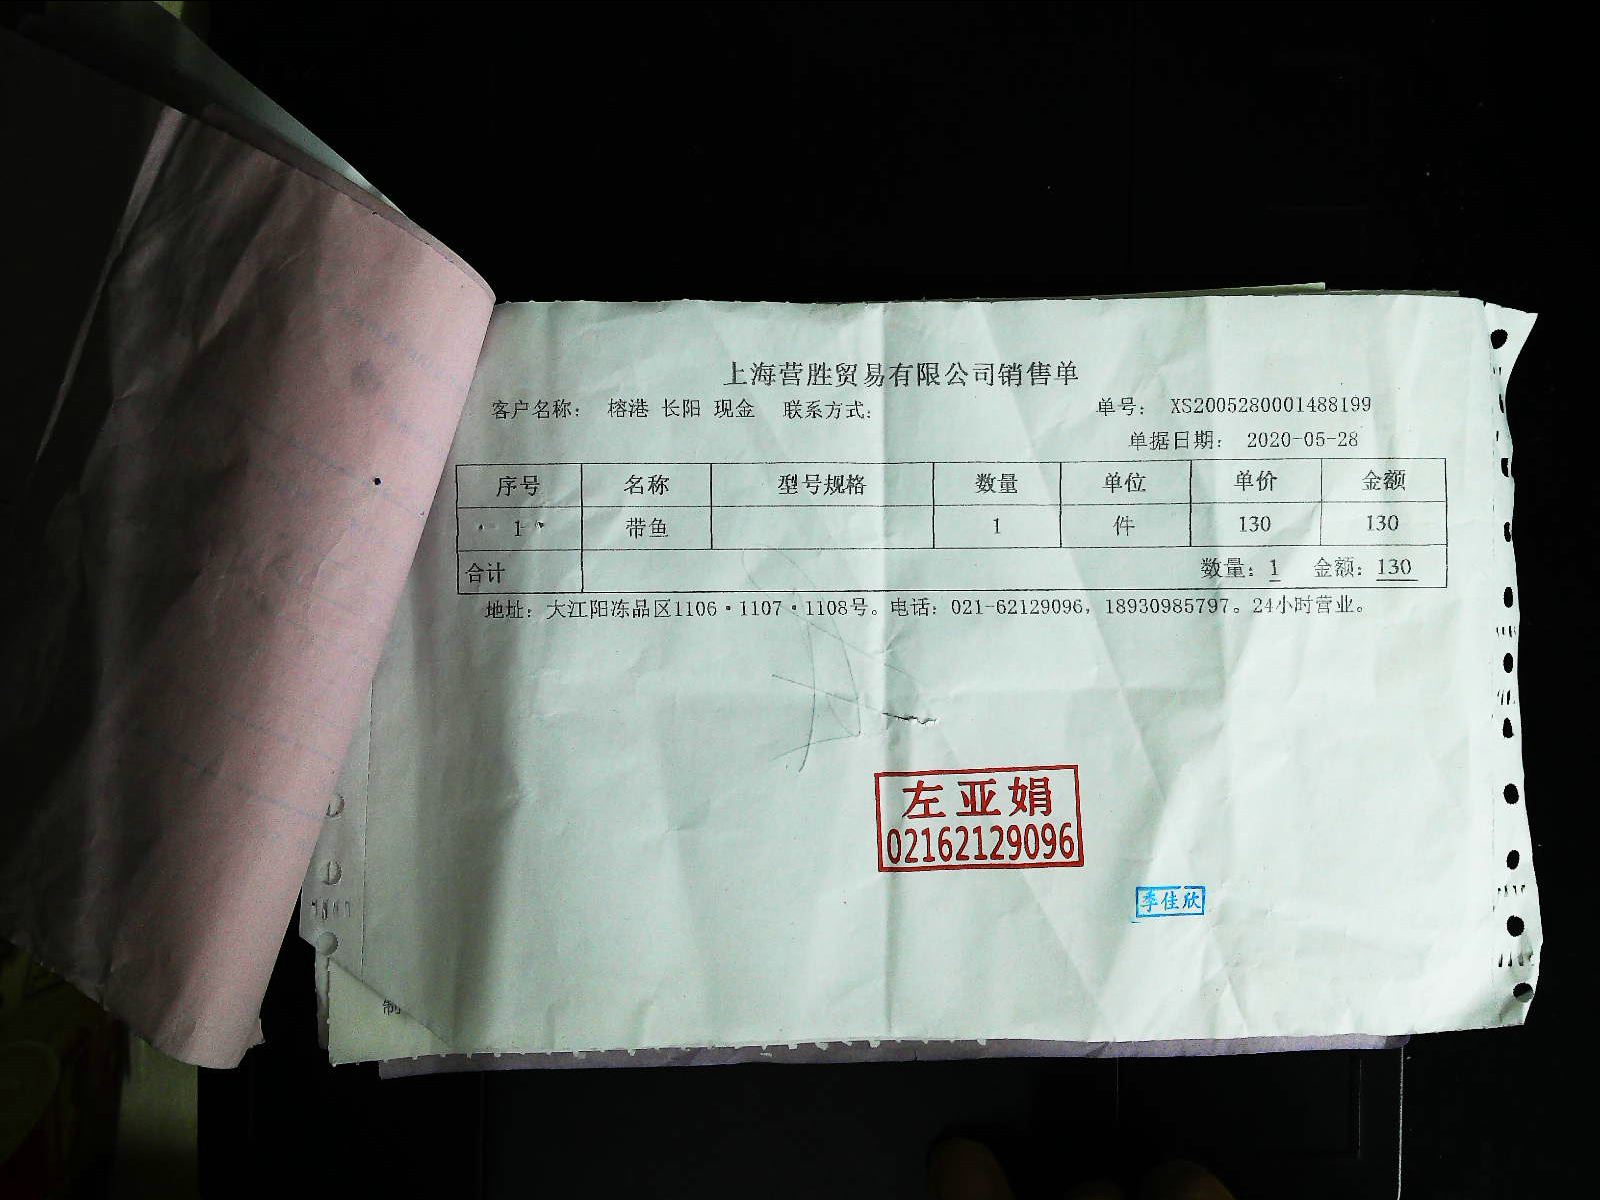 上海营胜贸易有限公司销售单
客户名称： 榕港 长阳 现金 联系方式： 单号： XS2005280001488199
单据日期： 2020-05-28
序号 名称 型号规格 数量 单位 单价 金额
1 带鱼 1 件 130 130
合计 数量：1 金额：130
地址：大江阳冻品区1106·1107·1108号。电话：021-62129096，18930985797。24小时营业。
左亚娟
02162129096
李佳欣
制